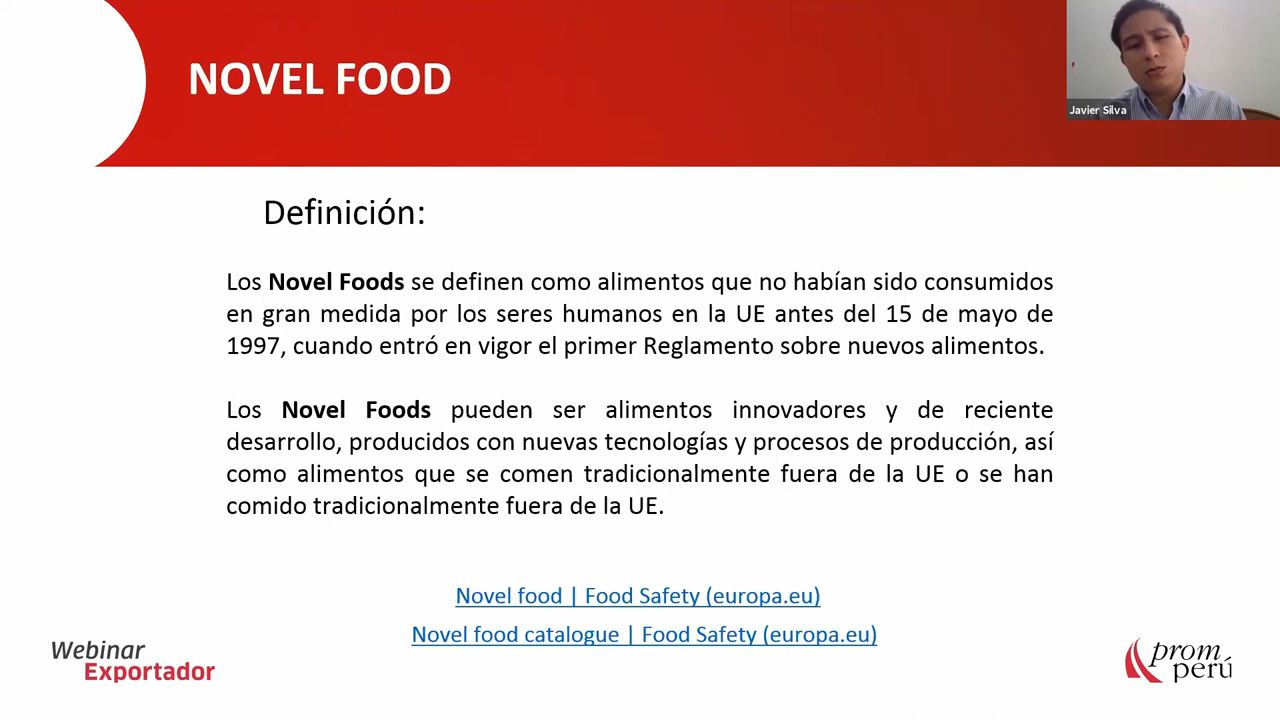 NOVEL FOOD
Javier Silva
Definición:
Los Novel Foods se definen como alimentos que no habían sido consumidos
en gran medida por los seres humanos en la UE antes del 15 de mayo de
1997, cuando entró en vigor el primer Reglamento sobre nuevos alimentos.
Los Novel Foods pueden ser alimentos innovadores y de reciente
desarrollo, producidos con nuevas tecnologías y procesos de producción, así
como alimentos que se comen tradicionalmente fuera de la UE o se han
comido tradicionalmente fuera de la UE.
Novel food | Food Safety (europa.eu)
Novel food catalogue | Food Safety (europa.eu)
Webinar
Exportador
prom
perú